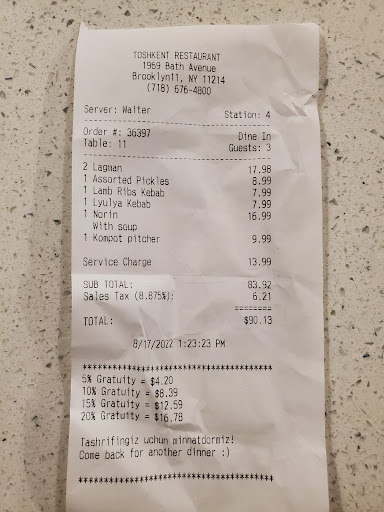 TOSHKENT RESTAURANT
1969 Bath Avenue
Brooklyn11, NY 11214
(718) 676-4800
Server: Waiter Station: 4
Order #: 36397 Dine In
Table: 11 Guests: 3
2 Lagman 17.98
1 Assorted Pickles 8.99
1 Lamb Ribs Kebab 7.99
1 Lyulya Kebab 7.99
1 Norin 16.99
With soup
1 Kompot pitcher 9.99
Service Charge 13.99
SUB TOTAL: 83.92
Sales Tax (8.875%): 6.21
========
TOTAL: $90.13
8/17/2022 1:23:23 PM
******************************************
5% Gratuity = $4.20
10% Gratuity = $8.39
15% Gratuity = $12.59
20% Gratuity = $16.78
Tashrifingiz uchun minnatdormiz!
Come back for another dinner :)
******************************************